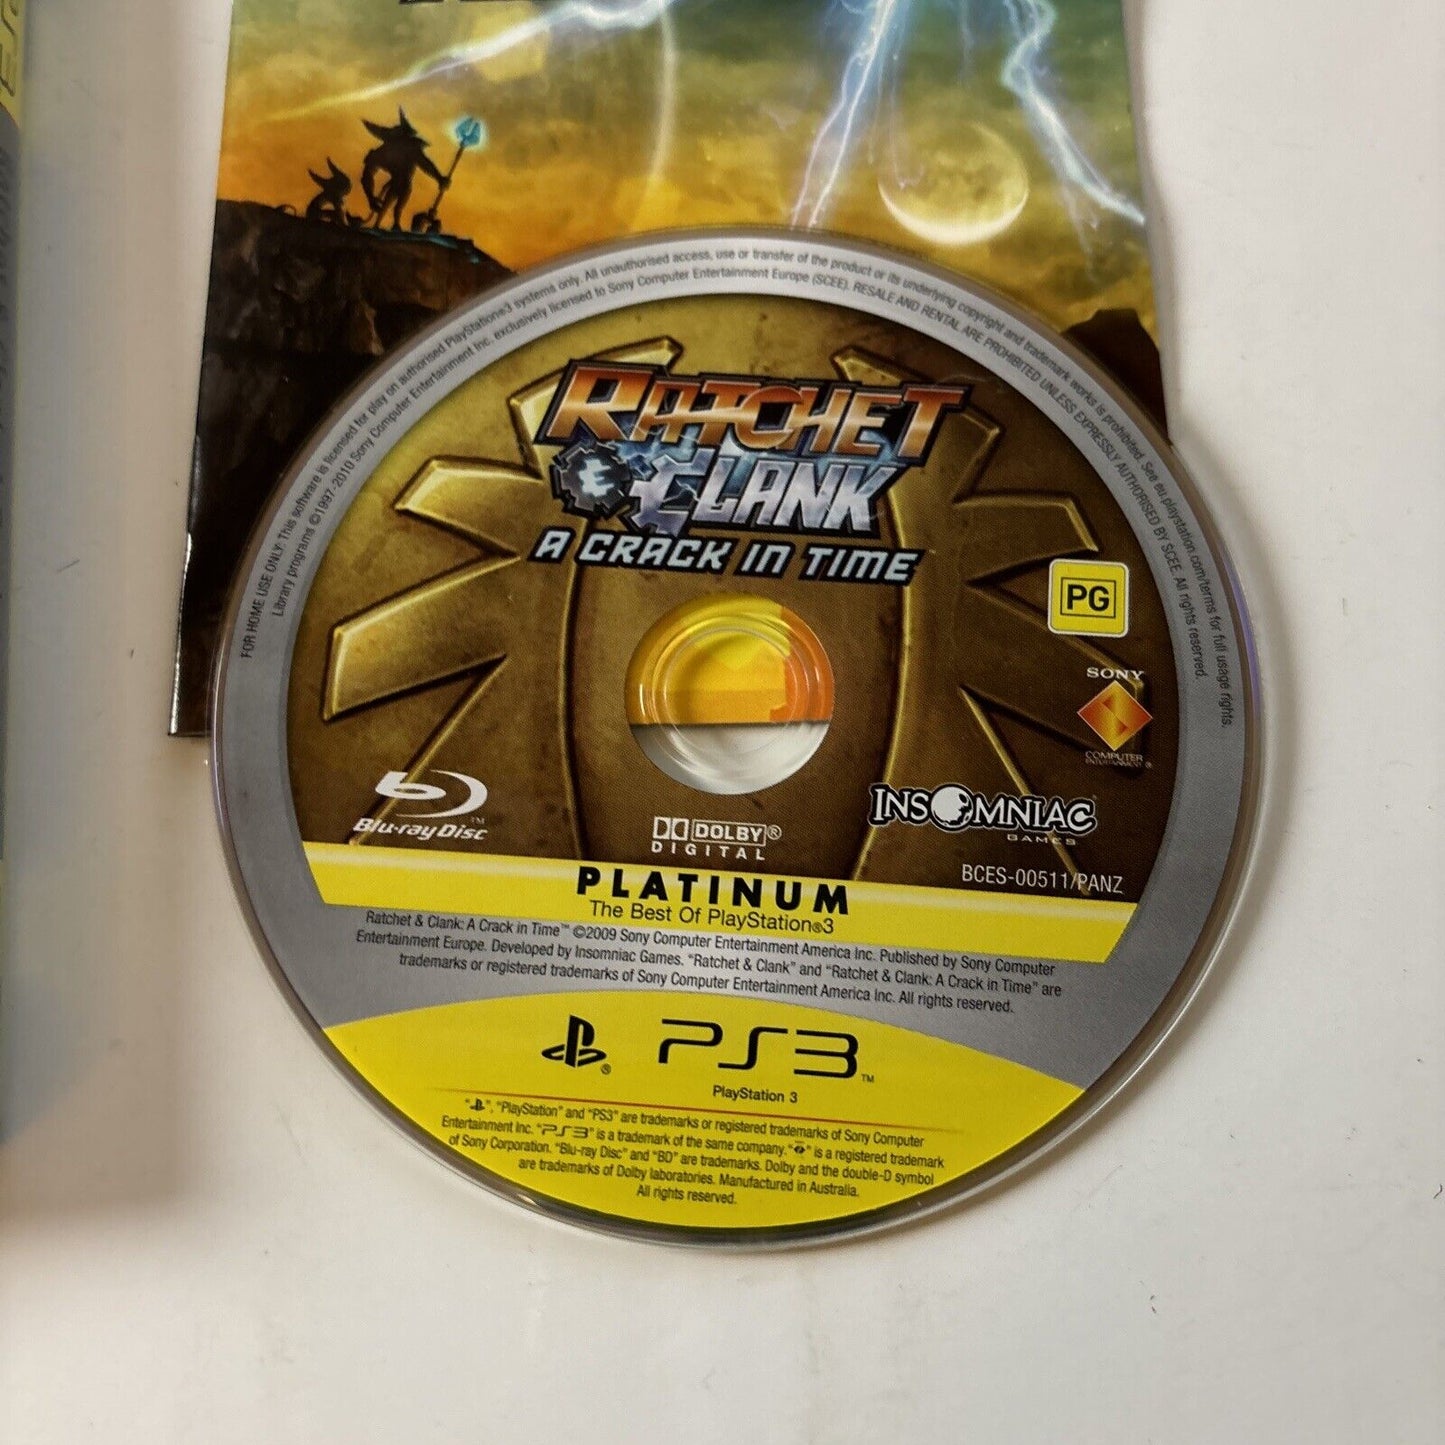 FOR HOME USE ONLY: This software is licensed for play on authorised PlayStation®3 systems only. All unauthorised access, use or transfer of the product or its underlying copyright and trademark works is prohibited. See eu.playstation.com/terms for full usage rights.
Library programs ©1997-2010 Sony Computer Entertainment Inc. exclusively licensed to Sony Computer Entertainment Europe (SCEE). RESALE AND RENTAL ARE PROHIBITED UNLESS EXPRESSLY AUTHORISED BY SCEE. All rights reserved.
RATCHET
& CLANK
A CRACK IN TIME
PG
SONY
COMPUTER
ENTERTAINMENT®
Blu-ray Disc™
DOLBY®
DIGITAL
INSOMNIAC®
GAMES
BCES-00511/PANZ
PLATINUM
The Best Of PlayStation®3
Ratchet & Clank: A Crack in Time™ ©2009 Sony Computer Entertainment America Inc. Published by Sony Computer
Entertainment Europe. Developed by Insomniac Games. “Ratchet & Clank” and “Ratchet & Clank: A Crack in Time” are
trademarks or registered trademarks of Sony Computer Entertainment America Inc. All rights reserved.
PS3™
PlayStation 3
“ ”, “PlayStation” and “PS3” are trademarks or registered trademarks of Sony Computer
Entertainment Inc. “PS3” is a trademark of the same company. “ ” is a registered trademark
of Sony Corporation. “Blu-ray Disc” and “BD” are trademarks. Dolby and the double-D symbol
are trademarks of Dolby laboratories. Manufactured in Australia.
All rights reserved.